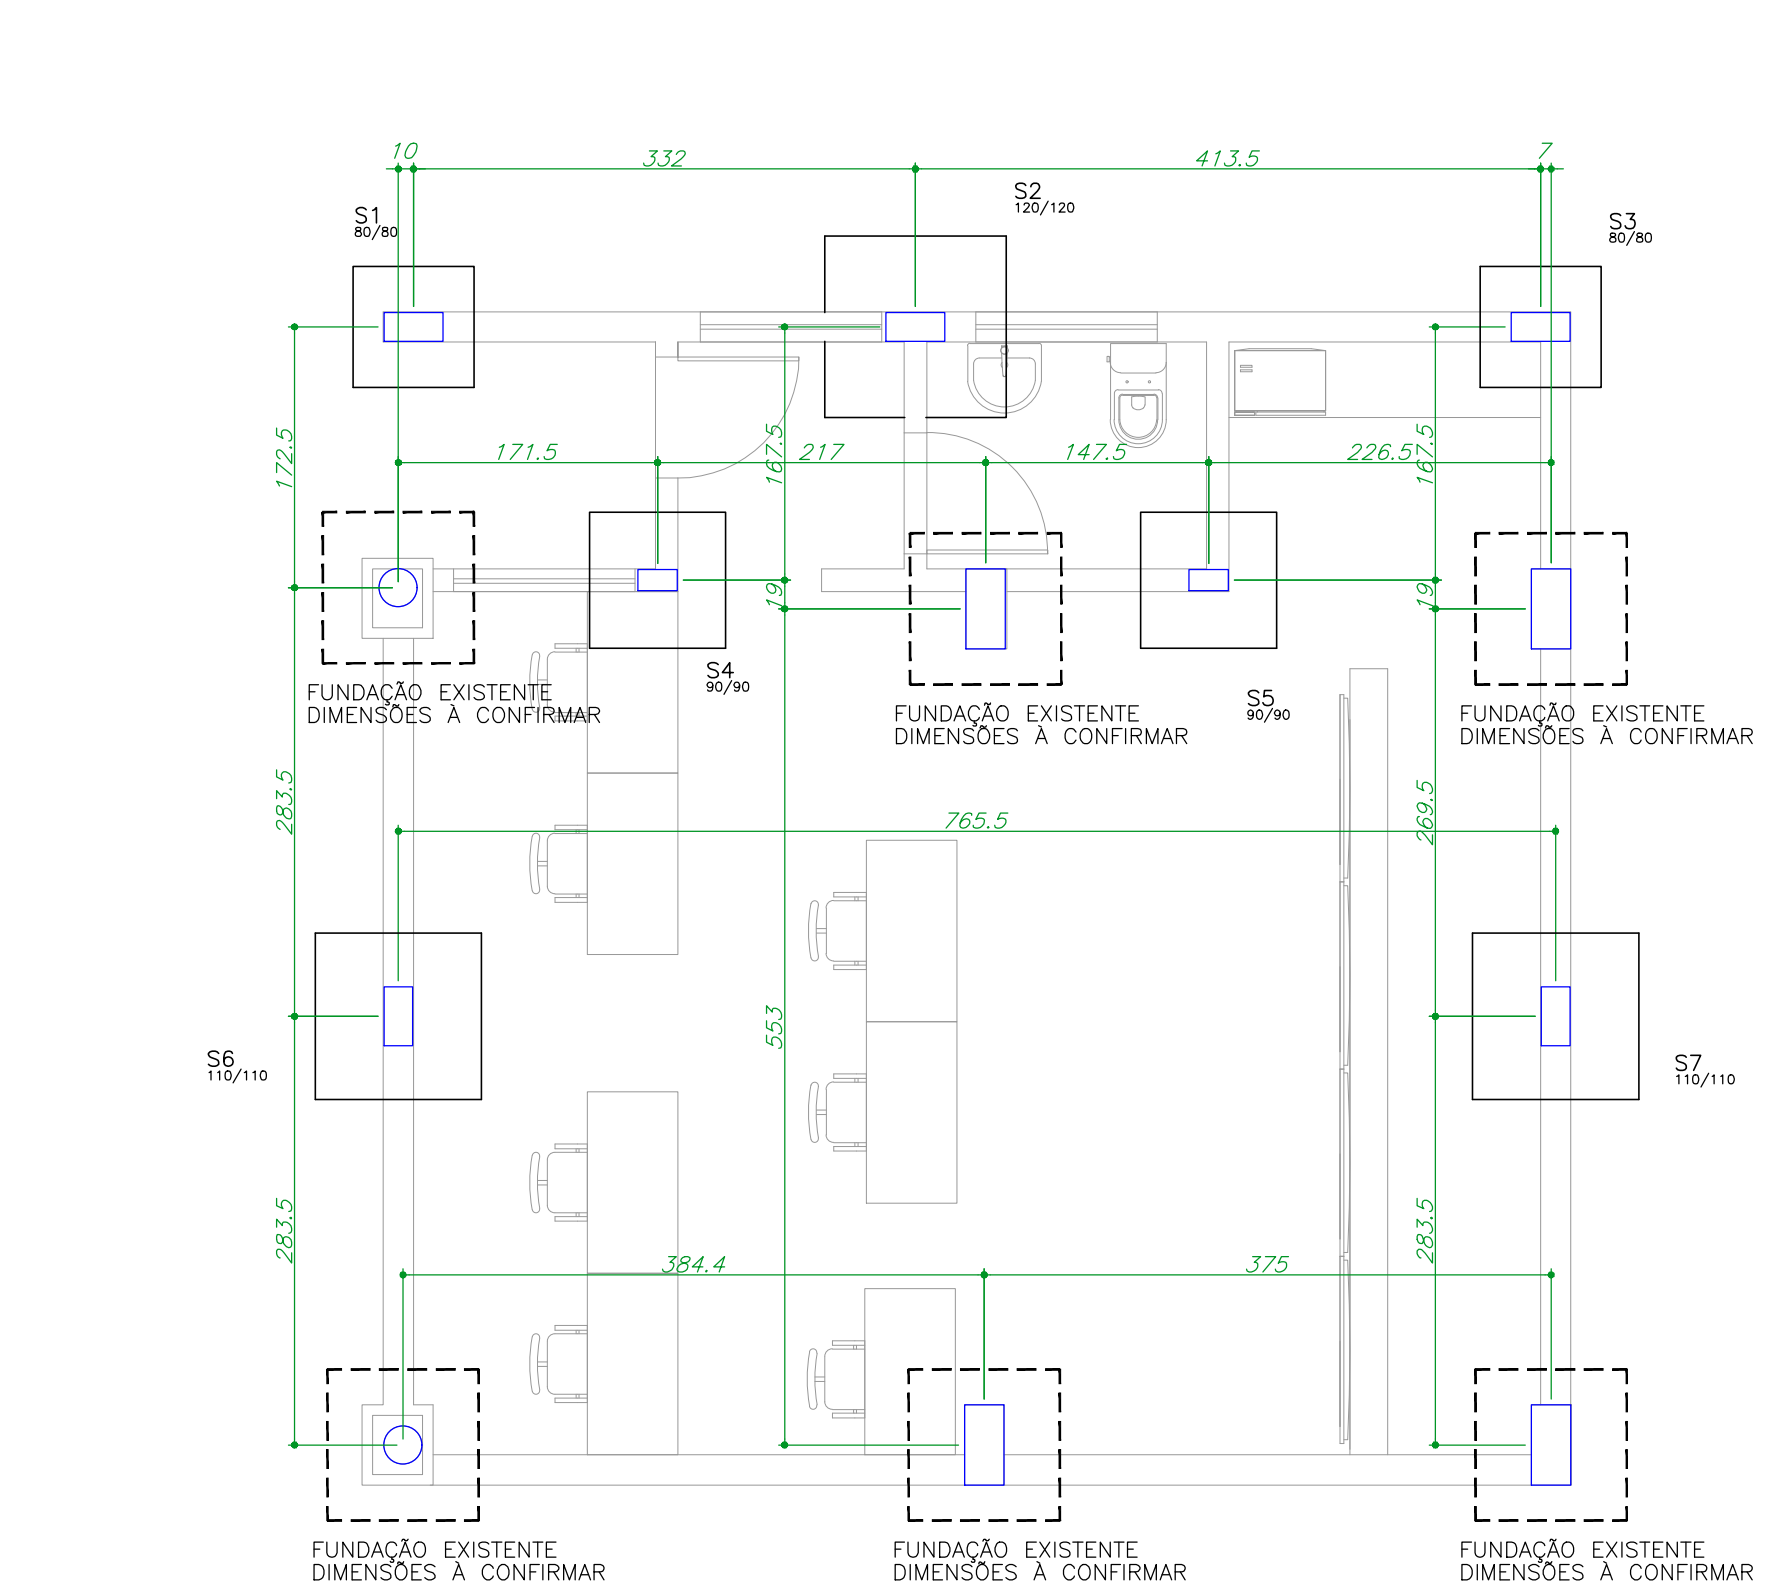 10
332
413.5
7
S2
120/120
S1
80/80
S3
80/80
172.5
167.5
167.5
171.5
217
147.5
226.5
19
19
S4
90/90
FUNDAÇÃO EXISTENTE
DIMENSÕES À CONFIRMAR
S5
90/90
FUNDAÇÃO EXISTENTE
DIMENSÕES À CONFIRMAR
FUNDAÇÃO EXISTENTE
DIMENSÕES À CONFIRMAR
283.5
269.5
765.5
553
S6
110/110
S7
110/110
283.5
283.5
384.4
375
FUNDAÇÃO EXISTENTE
DIMENSÕES À CONFIRMAR
FUNDAÇÃO EXISTENTE
DIMENSÕES À CONFIRMAR
FUNDAÇÃO EXISTENTE
DIMENSÕES À CONFIRMAR